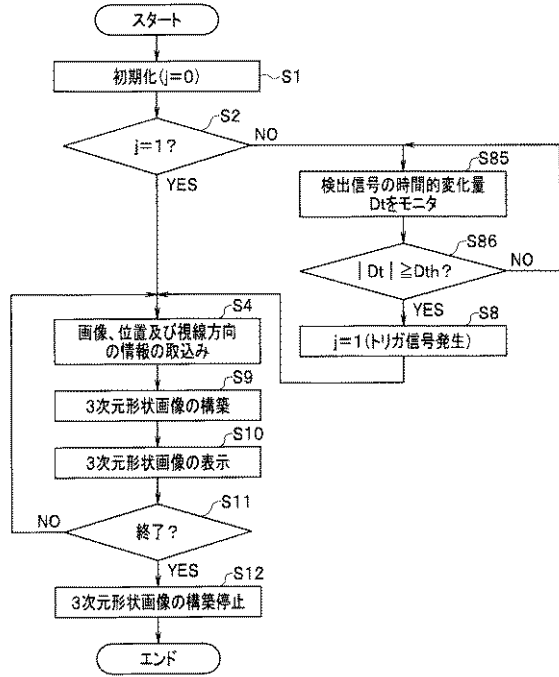 スタート
初期化(j=0)
S1
S2
j=1?
NO
YES
S85
検出信号の時間的変化量
Dtをモニタ
S86
|Dt|≧Dth?
NO
YES
S8
j=1(トリガ信号発生)
S4
画像、位置及び視線方向
の情報の取込み
S9
3次元形状画像の構築
S10
3次元形状画像の表示
S11
終了?
NO
YES
S12
3次元形状画像の構築停止
エンド